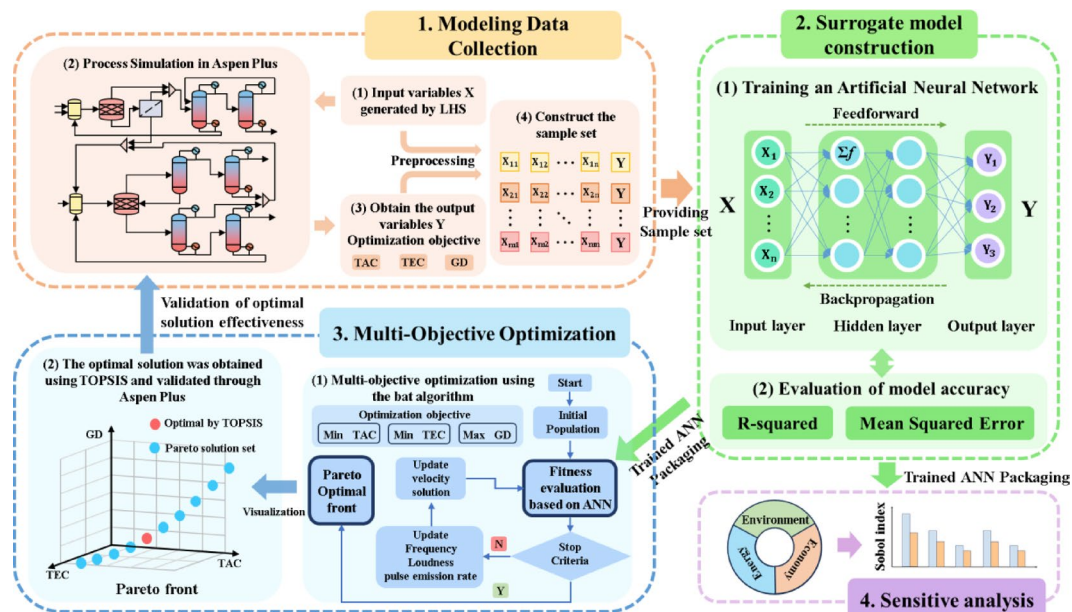 1. Modeling Data
Collection
(2) Process Simulation in Aspen Plus
(1) Input variables X
generated by LHS
Preprocessing
(3) Obtain the output
variables Y
Optimization objective
TAC TEC GD
(4) Construct the
sample set
X11 X12 ··· X1n Y
X21 X22 ··· X2n Y
Xm1 Xm2 ··· Xmn Y
Providing
Sample set
2. Surrogate model
construction
(1) Training an Artificial Neural Network
Feedforward
X
X1
X2
Xn
Σf
Y1
Y2
Y3
Y
Backpropagation
Input layer Hidden layer Output layer
(2) Evaluation of model accuracy
R-squared Mean Squared Error
Trained ANN
Packaging
Trained ANN Packaging
Validation of optimal
solution effectiveness
3. Multi-Objective Optimization
(2) The optimal solution was obtained
using TOPSIS and validated through
Aspen Plus
Optimal by TOPSIS
Pareto solution set
GD
TEC
TAC
Pareto front
Visualization
(1) Multi-objective optimization using
the bat algorithm
Optimization objective
Min TAC Min TEC Max GD
Start
Initial
Population
Fitness
evaluation
based on ANN
Stop
Criteria
N
Y
Update
Frequency
Loudness
pulse emission rate
Update
velocity
solution
Pareto
Optimal
front
Environment
Energy
Economy
Sobol index
4. Sensitive analysis